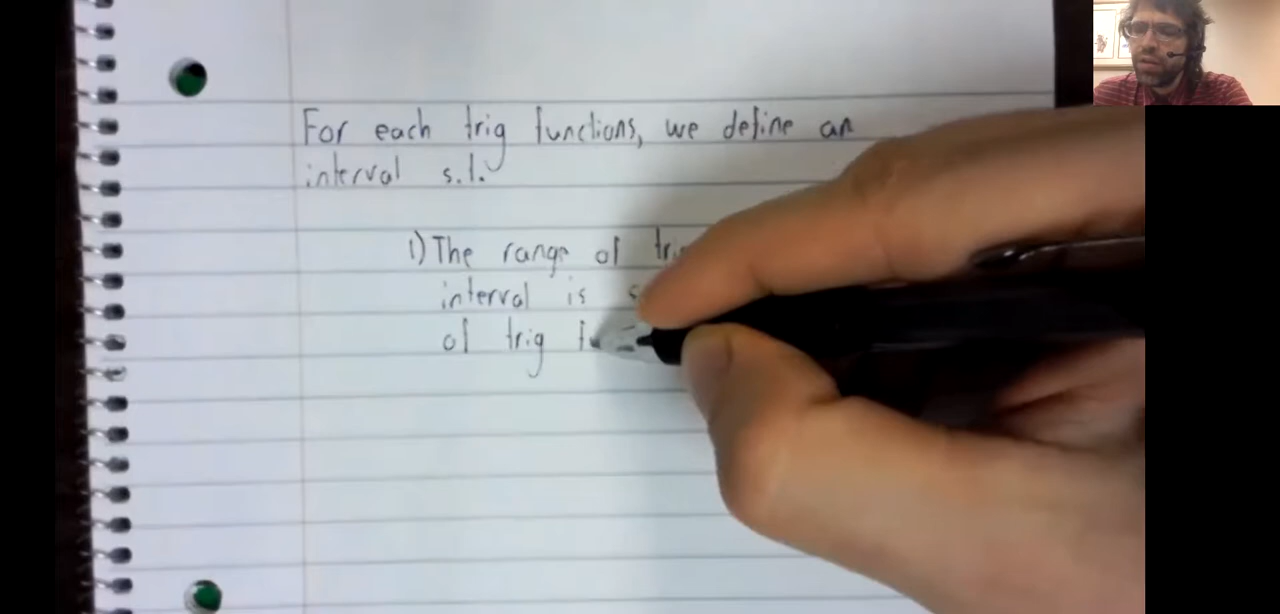 For each trig functions, we define an
interval s.t.
1) The range of
interval is
of trig